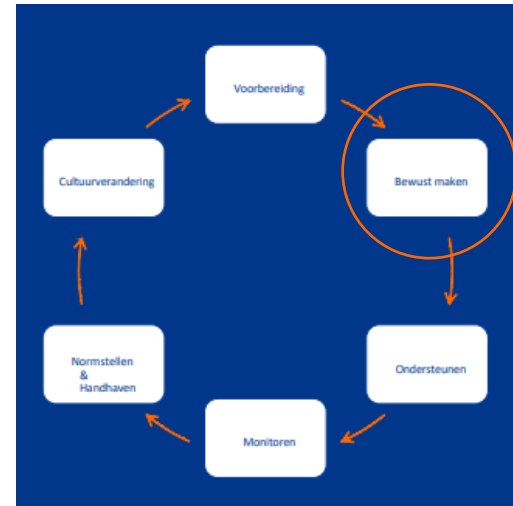 Voorbereiding
Bewust maken
Ondersteunen
Monitoren
Normstellen
&
Handhaven
Cultuurverandering